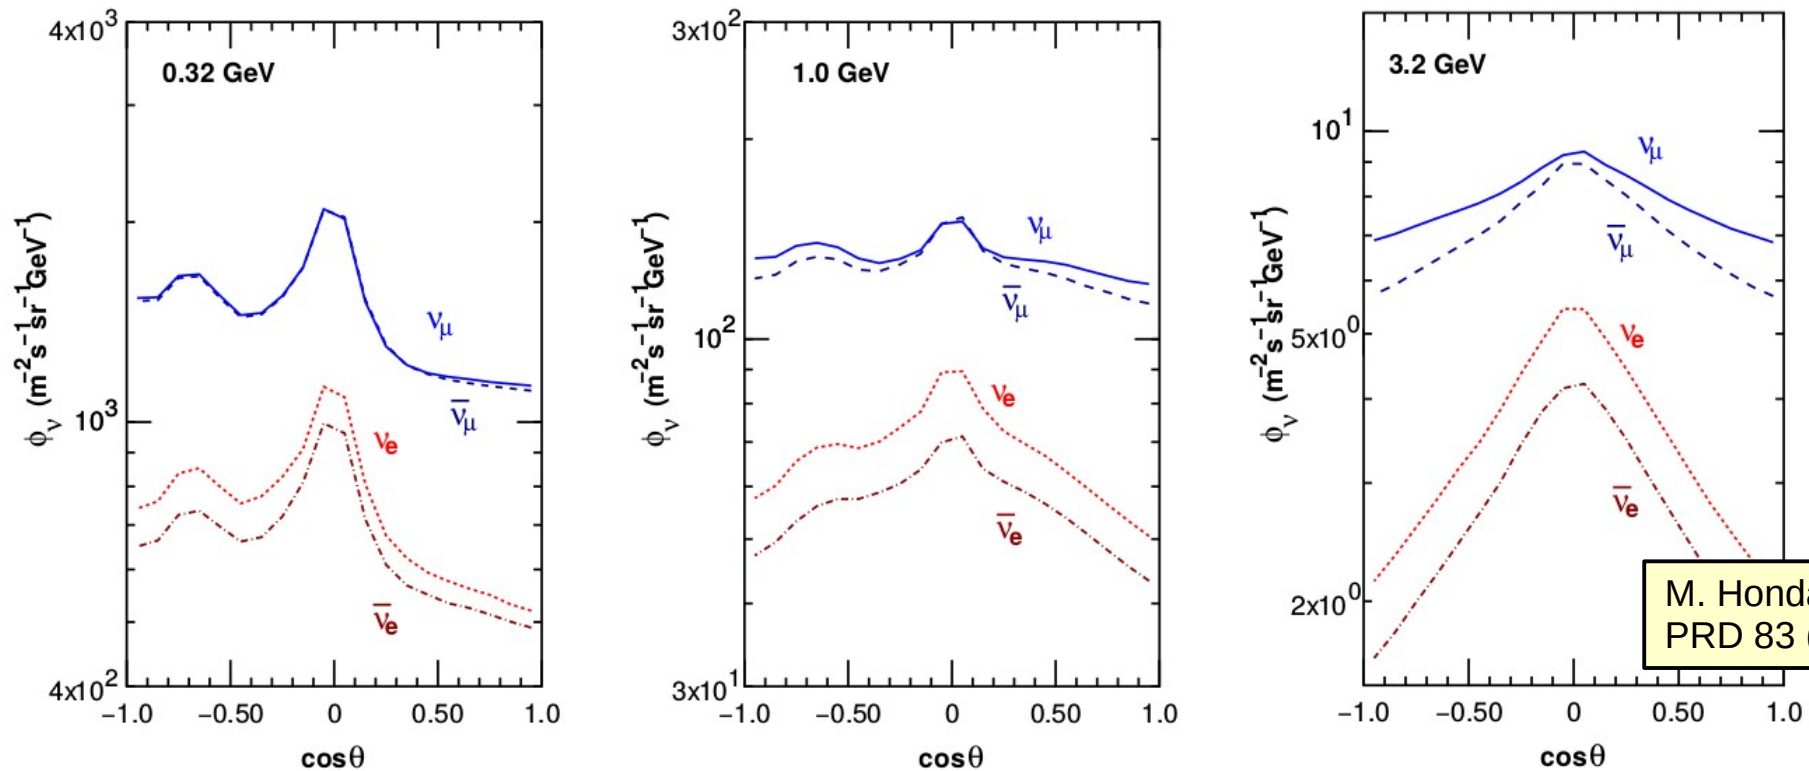 0.32 GeV
4x10³
10³
4x10²
ϕν (m⁻²s⁻¹sr⁻¹GeV⁻¹)
νμ
ν̅μ
νe
ν̅e
−1.0 −0.50 0 0.50 1.0
cosθ
1.0 GeV
3x10²
10²
3x10¹
ϕν (m⁻²s⁻¹sr⁻¹GeV⁻¹)
νμ
ν̅μ
νe
ν̅e
−1.0 −0.50 0 0.50 1.0
cosθ
3.2 GeV
10¹
5x10⁰
2x10⁰
ϕν (m⁻²s⁻¹sr⁻¹GeV⁻¹)
νμ
ν̅μ
νe
ν̅e
−1.0 −0.50 0 0.50 1.0
cosθ
M. Honda
PRD 83 (